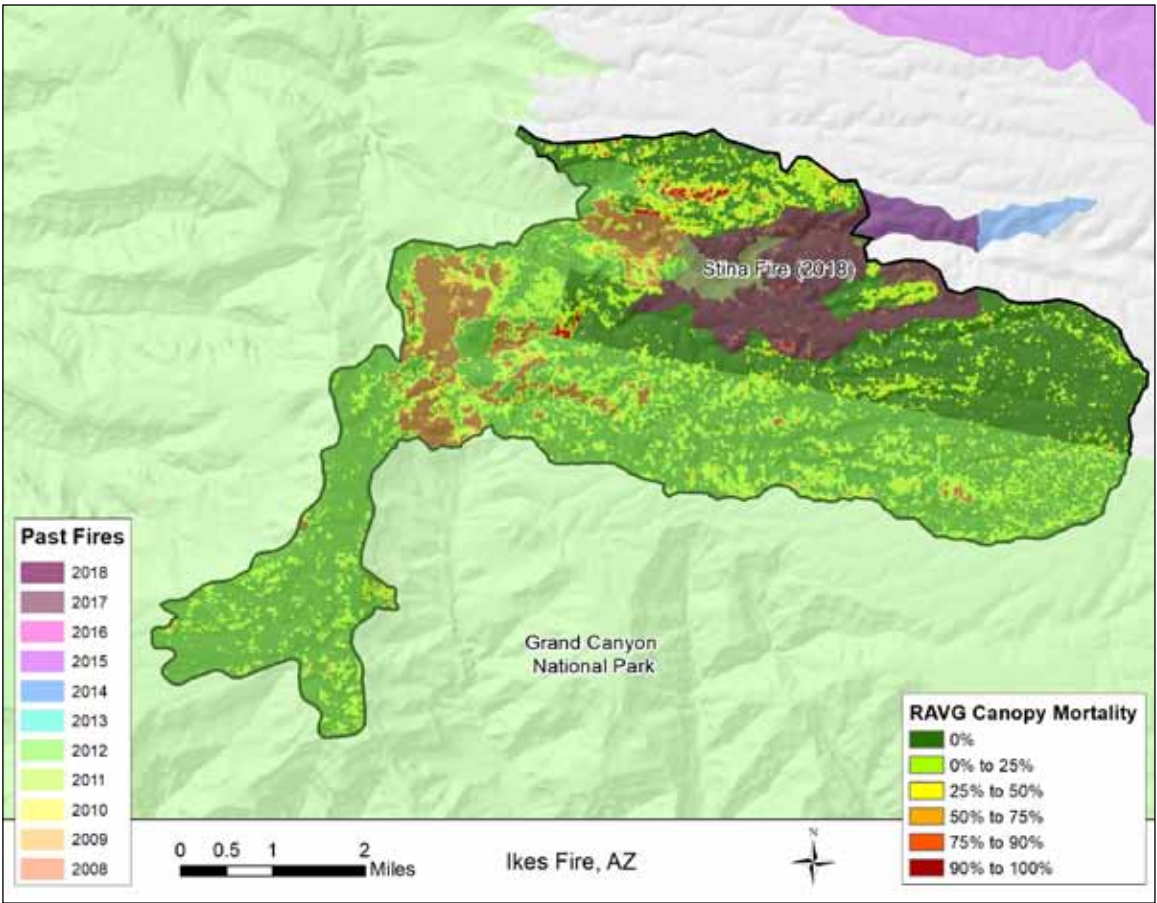 Stina Fire (2018)
Grand Canyon
National Park
Past Fires
2018
2017
2016
2015
2014
2013
2012
2011
2010
2009
2008
RAVG Canopy Mortality
0%
0% to 25%
25% to 50%
50% to 75%
75% to 90%
90% to 100%
0 0.5 1 2
Miles
Ikes Fire, AZ
N